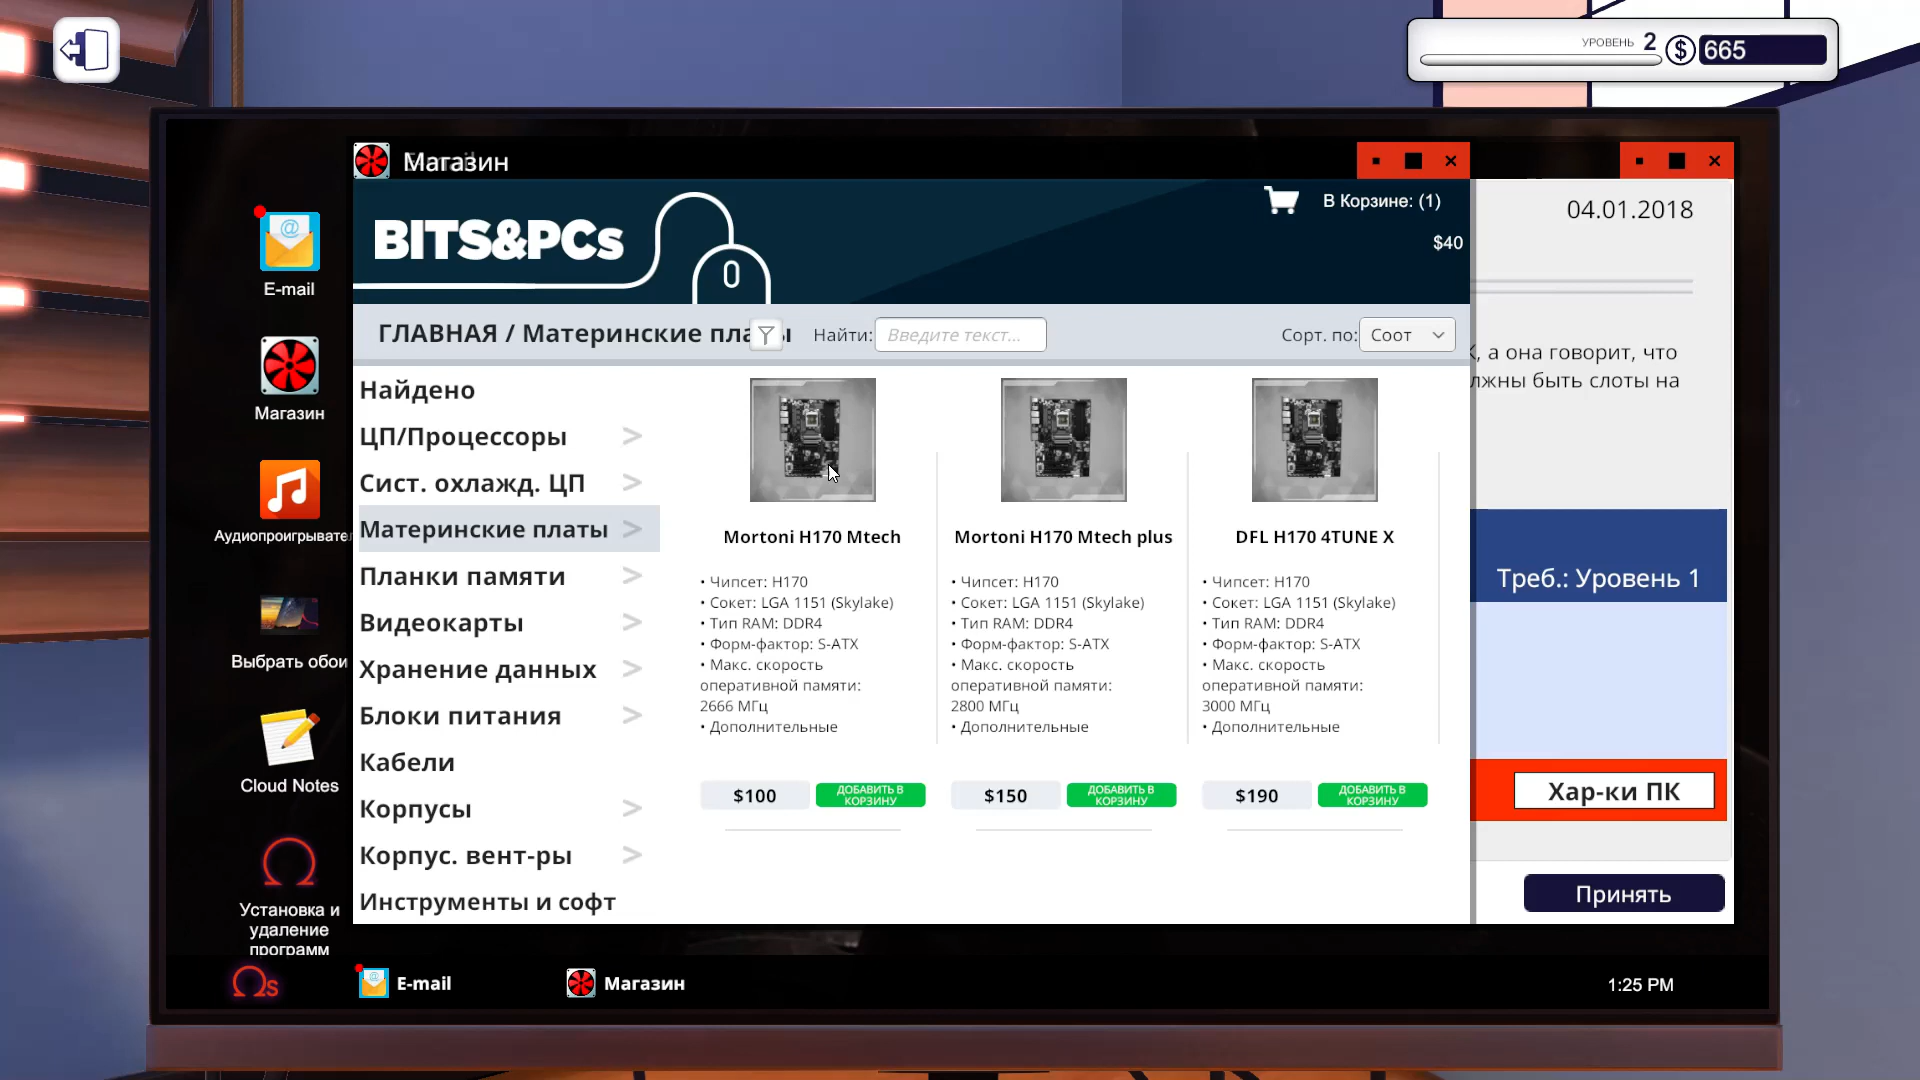 УРОВЕНЬ 2 $ 665
Магазин
BITS&PCs
В Корзине: (1)
$40
04.01.2018
E-mail
ГЛАВНАЯ / Материнские пла
Найти:
Введите текст...
Сорт. по:
Соот
а она говорит, что
быть слоты на
Магазин
Найдено
ЦП/Процессоры >
Сист. охлажд. ЦП >
Материнские платы >
Планки памяти >
Видеокарты >
Хранение данных >
Блоки питания >
Кабели
Корпусы >
Корпус. вент-ры >
Инструменты и софт
Mortoni H170 Mtech
• Чипсет: H170
• Сокет: LGA 1151 (Skylake)
• Тип RAM: DDR4
• Форм-фактор: S-ATX
• Макс. скорость
оперативной памяти:
2666 МГц
• Дополнительные
$100
ДОБАВИТЬ В
КОРЗИНУ
Mortoni H170 Mtech plus
• Чипсет: H170
• Сокет: LGA 1151 (Skylake)
• Тип RAM: DDR4
• Форм-фактор: S-ATX
• Макс. скорость
оперативной памяти:
2800 МГц
• Дополнительные
$150
ДОБАВИТЬ В
КОРЗИНУ
DFL H170 4TUNE X
• Чипсет: H170
• Сокет: LGA 1151 (Skylake)
• Тип RAM: DDR4
• Форм-фактор: S-ATX
• Макс. скорость
оперативной памяти:
3000 МГц
• Дополнительные
$190
ДОБАВИТЬ В
КОРЗИНУ
Треб.: Уровень 1
Хар-ки ПК
Принять
Аудиопроигрывате
Выбрать обои
Cloud Notes
Установка и
удаление
программ
Ωs
E-mail
Магазин
1:25 PM